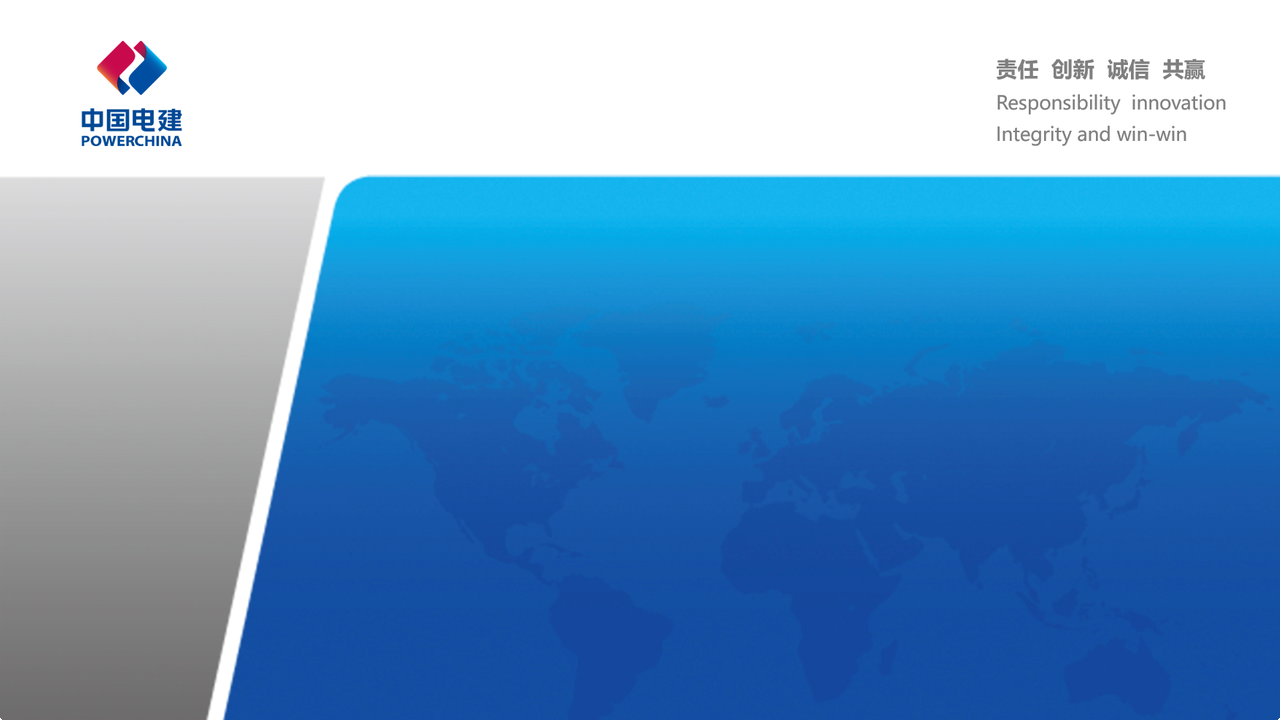 中国电建
POWERCHINA
责任 创新 诚信 共赢
Responsibility innovation
Integrity and win-win